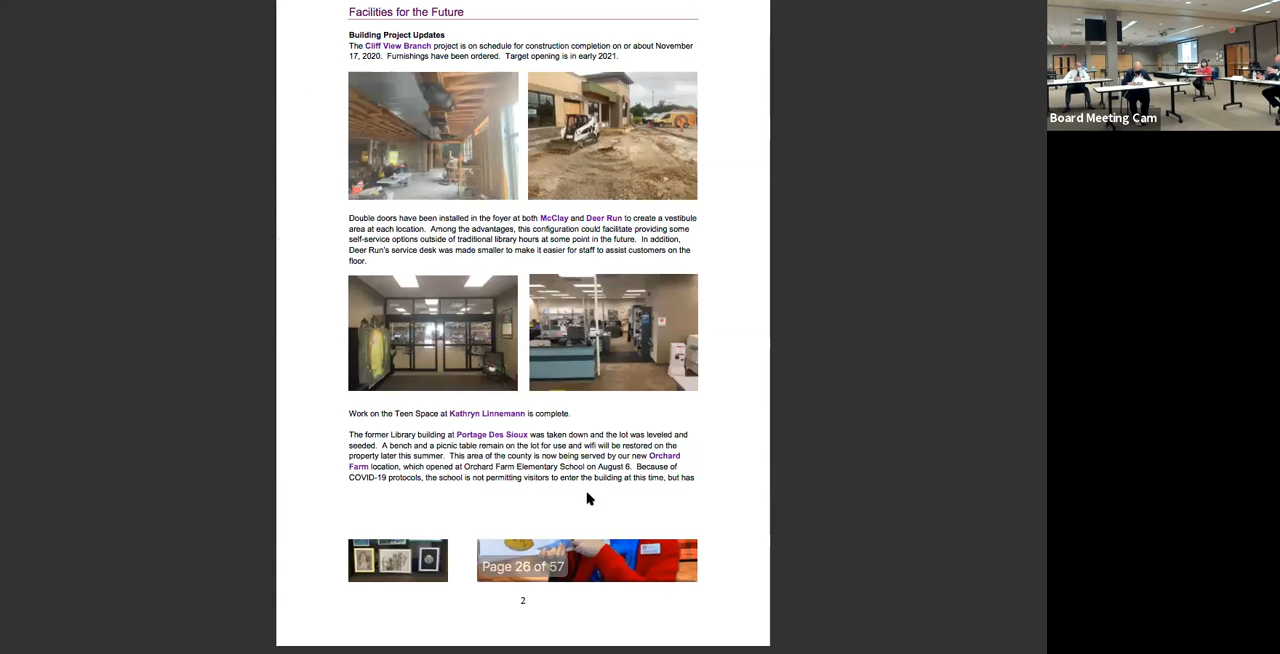 Facilities for the Future
Building Project Updates
The Cliff View Branch project is on schedule for construction completion on or about November
17, 2020. Furnishings have been ordered. Target opening is in early 2021.
Double doors have been installed in the foyer at both McClay and Deer Run to create a vestibule
area at each location. Among the advantages, this configuration could facilitate providing some
self-service options outside of traditional library hours at some point in the future. In addition,
Deer Run's service desk was made smaller to make it easier for staff to assist customers on the
floor.
Work on the Teen Space at Kathryn Linnemann is complete.
The former Library building at Portage Des Sioux was taken down and the lot was leveled and
seeded. A bench and a picnic table remain on the lot for use and wifi will be restored on the
property later this summer. This area of the county is now being served by our new Orchard
Farm location, which opened at Orchard Farm Elementary School on August 6. Because of
COVID-19 protocols, the school is not permitting visitors to enter the building at this time, but has
Page 26 of 57
2
Board Meeting Cam